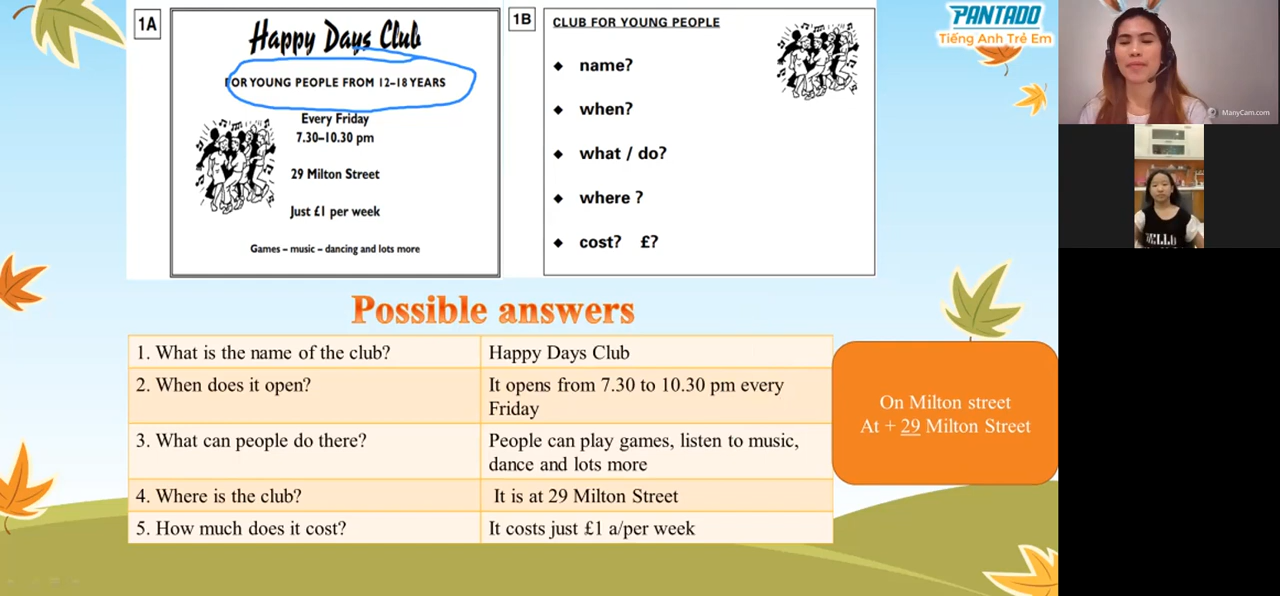 1A
Happy Days Club
FOR YOUNG PEOPLE FROM 12–18 YEARS
Every Friday
7.30–10.30 pm
29 Milton Street
Just £1 per week
Games – music – dancing and lots more
1B
CLUB FOR YOUNG PEOPLE
◆ name?
◆ when?
◆ what / do?
◆ where ?
◆ cost? £?
PANTADO
Tiếng Anh Trẻ Em
ManyCam.com
HELLO
Possible answers
1. What is the name of the club?
Happy Days Club
2. When does it open?
It opens from 7.30 to 10.30 pm every
Friday
3. What can people do there?
People can play games, listen to music,
dance and lots more
4. Where is the club?
It is at 29 Milton Street
5. How much does it cost?
It costs just £1 a/per week
On Milton street
At + 29 Milton Street